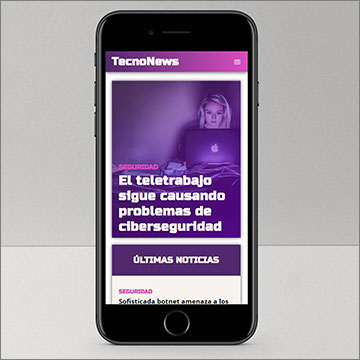 TecnoNews
SEGURIDAD
El teletrabajo
sigue causando
problemas de
ciberseguridad
ÚLTIMAS NOTICIAS
SEGURIDAD
Sofisticada botnet amenaza a los